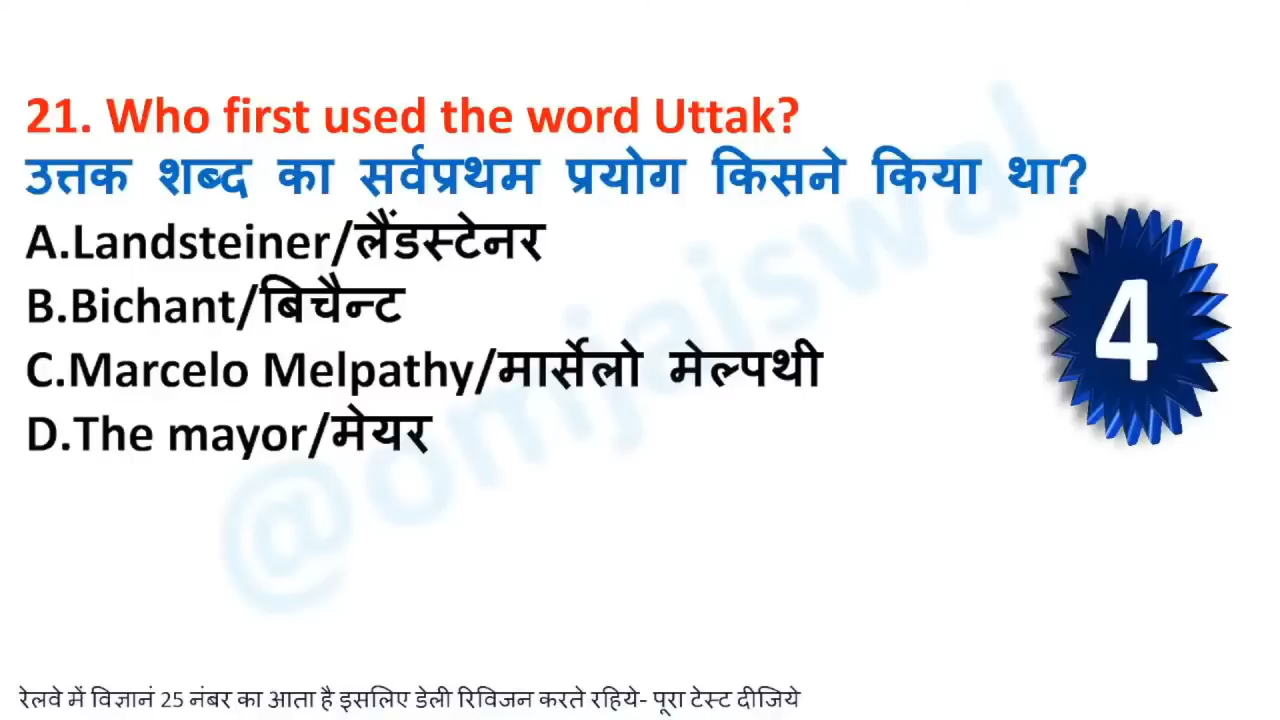 21. Who first used the word Uttak?
उत्तक शब्द का सर्वप्रथम प्रयोग किसने किया था?
A.Landsteiner/लैंडस्टेनर
B.Bichant/बिचैन्ट
C.Marcelo Melpathy/मार्सेलो मेल्पथी
D.The mayor/मेयर
4
@omjaiswal
रेलवे में विज्ञानं 25 नंबर का आता है इसलिए डेली रिविजन करते रहिये- पूरा टेस्ट दीजिये